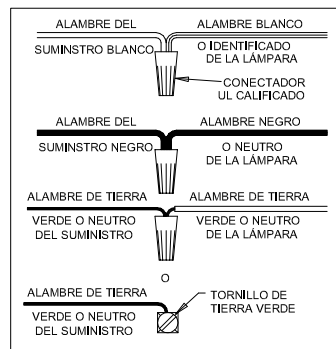 ALAMBRE DEL
SUMINSTRO BLANCO
ALAMBRE BLANCO
O IDENTIFICADO
DE LA LÁMPARA
CONECTADOR
UL CALIFICADO
ALAMBRE DEL
SUMINSTRO NEGRO
ALAMBRE NEGRO
O NEUTRO
DE LA LÁMPARA
ALAMBRE DE TIERRA
VERDE O NEUTRO
DEL SUMINISTRO
ALAMBRE DE TIERRA
VERDE O NEUTRO
DE LA LÁMPARA
O
ALAMBRE DE TIERRA
VERDE O NEUTRO
DEL SUMINISTRO
TORNILLO DE
TIERRA VERDE